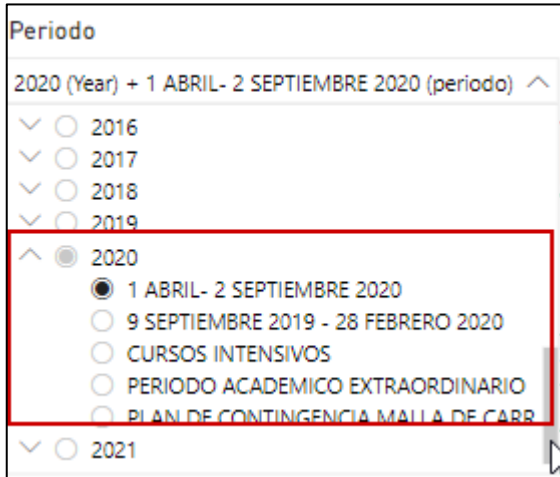 Periodo
2020 (Year) + 1 ABRIL- 2 SEPTIEMBRE 2020 (periodo)
2016
2017
2018
2019
2020
1 ABRIL- 2 SEPTIEMBRE 2020
9 SEPTIEMBRE 2019 - 28 FEBRERO 2020
CURSOS INTENSIVOS
PERIODO ACADEMICO EXTRAORDINARIO
PLAN DE CONTINGENCIA MALLA DE CARR
2021